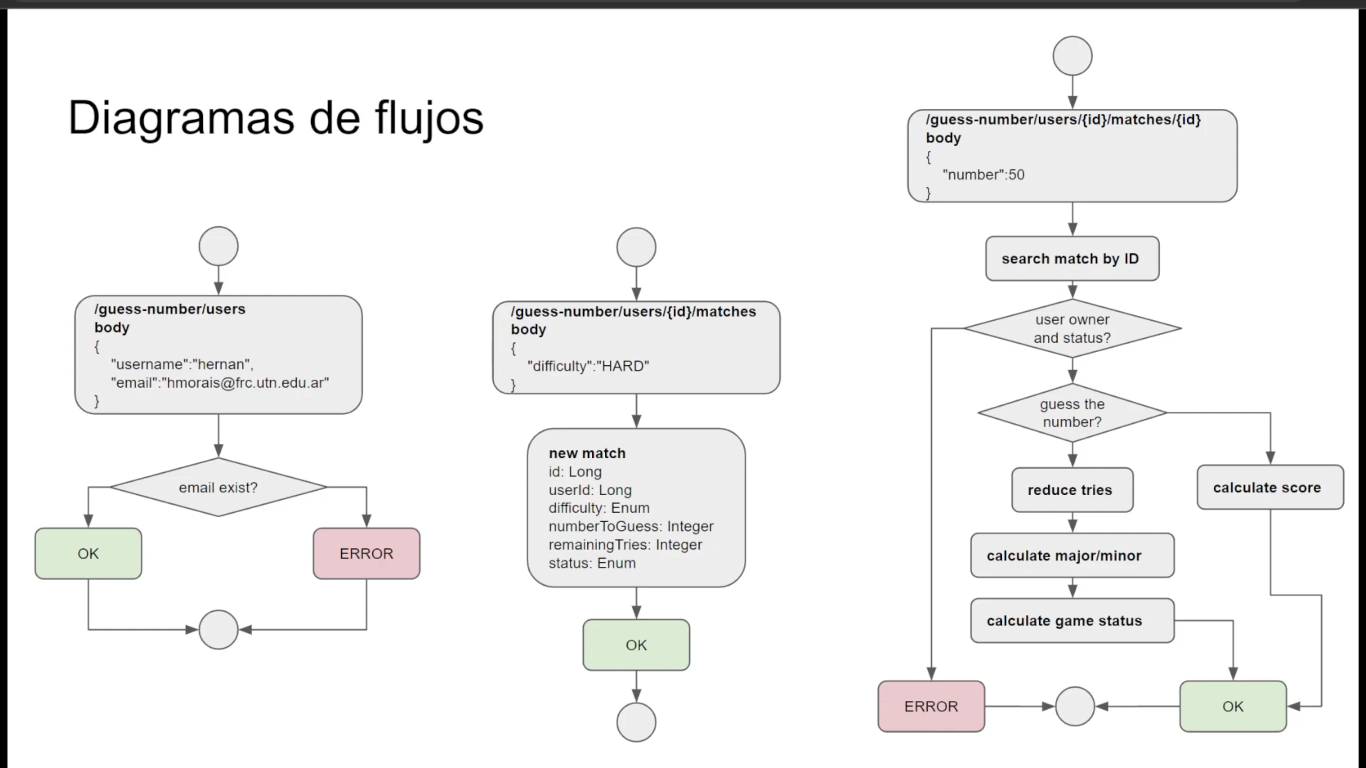 Diagramas de flujos
/guess-number/users
body
{
"username":"hernan",
"email":"hmorais@frc.utn.edu.ar"
}
email exist?
OK
ERROR
/guess-number/users/{id}/matches
body
{
"difficulty":"HARD"
}
new match
id: Long
userId: Long
difficulty: Enum
numberToGuess: Integer
remainingTries: Integer
status: Enum
OK
/guess-number/users/{id}/matches/{id}
body
{
"number":50
}
search match by ID
user owner
and status?
guess the
number?
reduce tries
calculate score
calculate major/minor
calculate game status
ERROR
OK